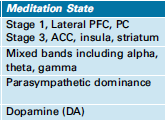 Meditation State
Stage 1, Lateral PFC, PC
Stage 3, ACC, insula, striatum
Mixed bands including alpha,
theta, gamma
Parasympathetic dominance
Dopamine (DA)